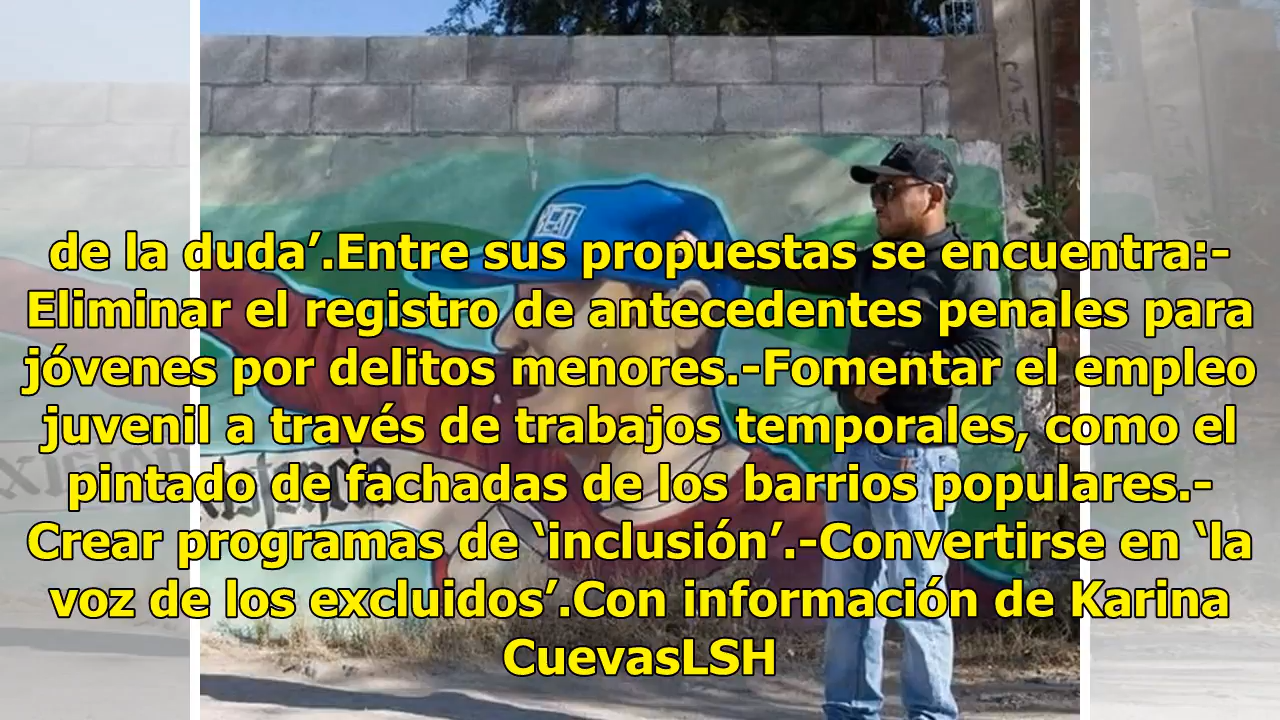 BEAT
de la duda’.Entre sus propuestas se encuentra:-
Eliminar el registro de antecedentes penales para
jóvenes por delitos menores.-Fomentar el empleo
juvenil a través de trabajos temporales, como el
pintado de fachadas de los barrios populares.-
Crear programas de ‘inclusión’.-Convertirse en ‘la
voz de los excluidos’.Con información de Karina
CuevasLSH